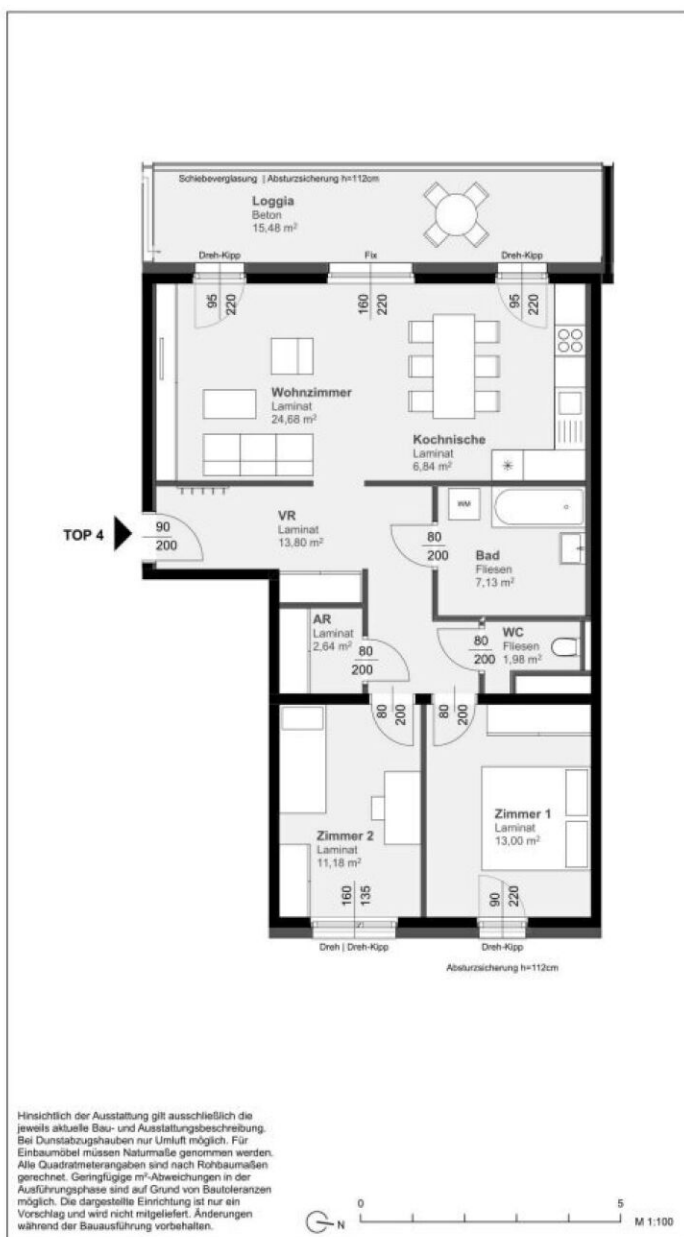 Schiebeverglasung | Absturzsicherung h=112cm
Loggia
Beton
15,48 m²
Dreh-Kipp
Fix
Dreh-Kipp
95
220
160
220
95
220
Wohnzimmer
Laminat
24,68 m²
Kochnische
Laminat
6,84 m²
TOP 4
90
200
VR
Laminat
13,80 m²
WM
80
200
Bad
Fliesen
7,13 m²
AR
Laminat
2,64 m²
80
200
80
200
WC
Fliesen
1,98 m²
80
200
80
200
Zimmer 2
Laminat
11,18 m²
Zimmer 1
Laminat
13,00 m²
160
135
90
220
Dreh | Dreh-Kipp
Dreh-Kipp
Absturzsicherung h=112cm
Hinsichtlich der Ausstattung gilt ausschließlich die
jeweils aktuelle Bau- und Ausstattungsbeschreibung.
Bei Dunstabzugshauben nur Umluft möglich. Für
Einbaumöbel müssen Naturmaße genommen werden.
Alle Quadratmeterangaben sind nach Rohbaumaßen
gerechnet. Geringfügige m²-Abweichungen in der
Ausführungsphase sind auf Grund von Bautoleranzen
möglich. Die dargestellte Einrichtung ist nur ein
Vorschlag und wird nicht mitgeliefert. Änderungen
während der Bauausführung vorbehalten.
N
0
5
M 1:100